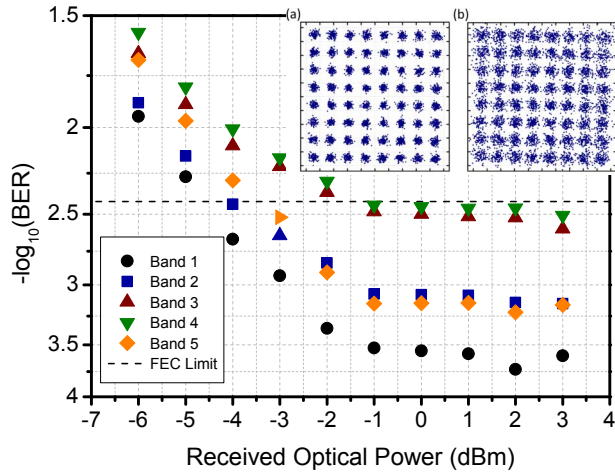 (a)
(b)
1.5
2
2.5
3
3.5
4
-log10(BER)
Band 1
Band 2
Band 3
Band 4
Band 5
FEC Limit
-7 -6 -5 -4 -3 -2 -1 0 1 2 3 4
Received Optical Power (dBm)